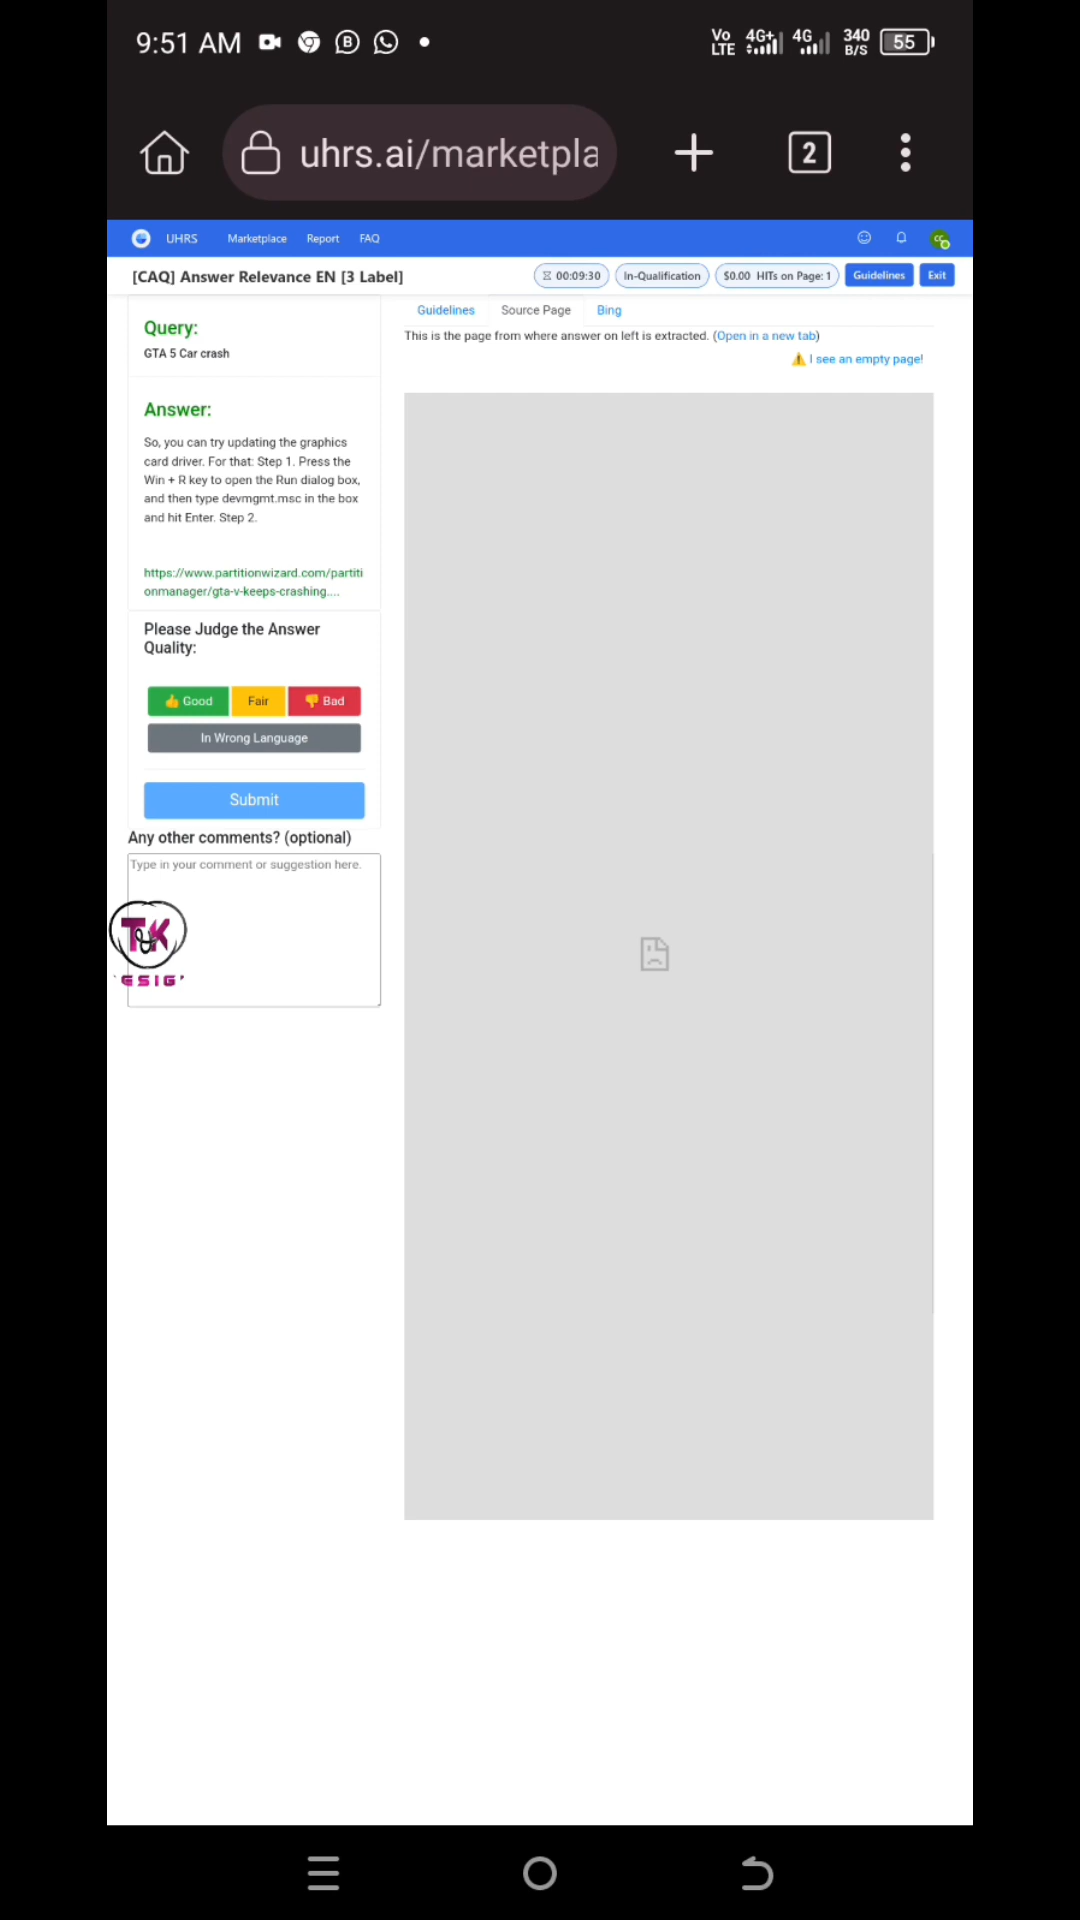 9:51 AM
Vo LTE 4G+ 4G 340 B/S 55
uhrs.ai/marketpla
2
UHRS Marketplace Report FAQ
CC
[CAQ] Answer Relevance EN [3 Label]
00:09:30 In-Qualification $0.00 HITs on Page: 1 Guidelines Exit
Guidelines Source Page Bing
This is the page from where answer on left is extracted. (Open in a new tab)
I see an empty page!
Query:
GTA 5 Car crash
Answer:
So, you can try updating the graphics
card driver. For that: Step 1. Press the
Win + R key to open the Run dialog box,
and then type devmgmt.msc in the box
and hit Enter. Step 2.
https://www.partitionwizard.com/partiti
onmanager/gta-v-keeps-crashing....
Please Judge the Answer
Quality:
Good Fair Bad
In Wrong Language
Submit
Any other comments? (optional)
Type in your comment or suggestion here.
T&K
ESIG